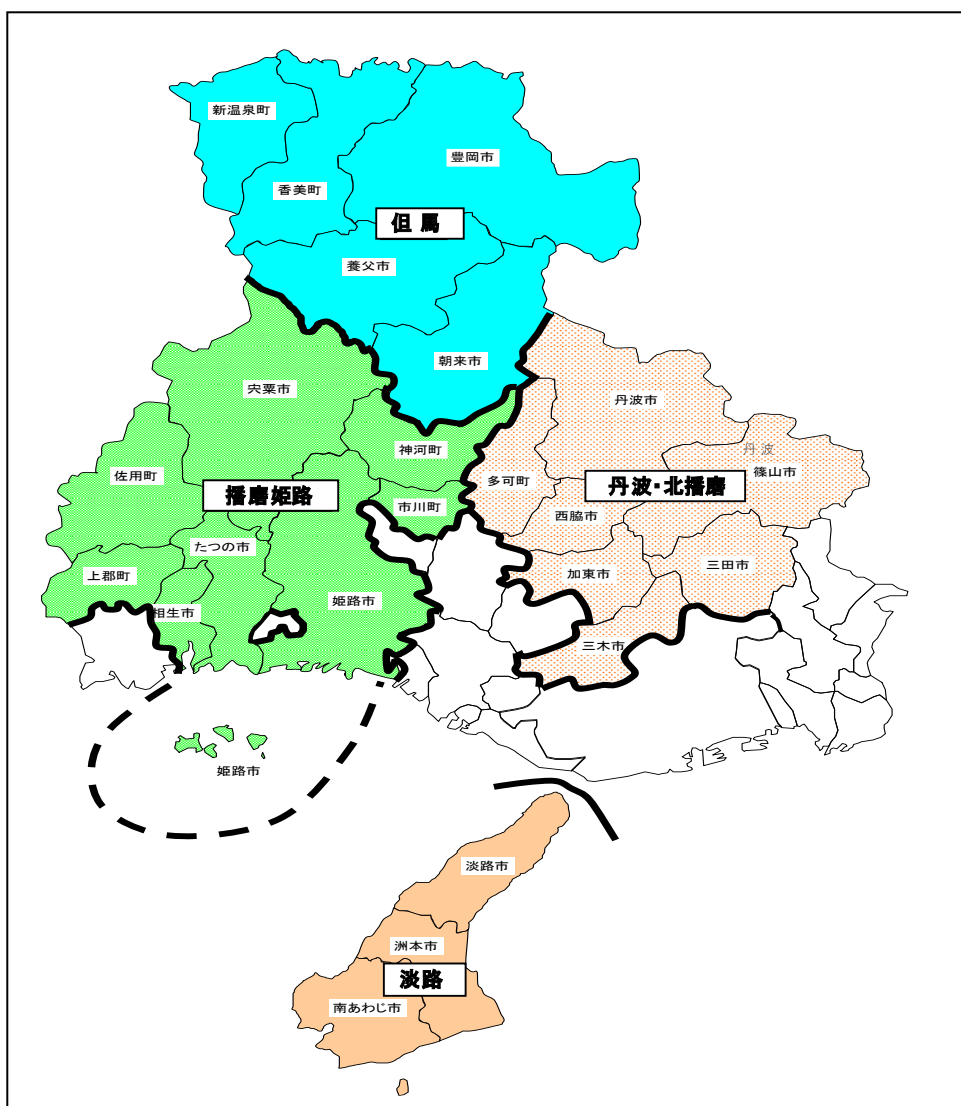 新温泉町
豊岡市
香美町
但馬
養父市
朝来市
宍粟市
丹波市
神河町
丹波
篠山市
佐用町
多可町
丹波・北播磨
播磨姫路
市川町
西脇市
たつの市
三田市
加東市
上郡町
姫路市
相生市
三木市
姫路市
淡路市
洲本市
淡路
南あわじ市